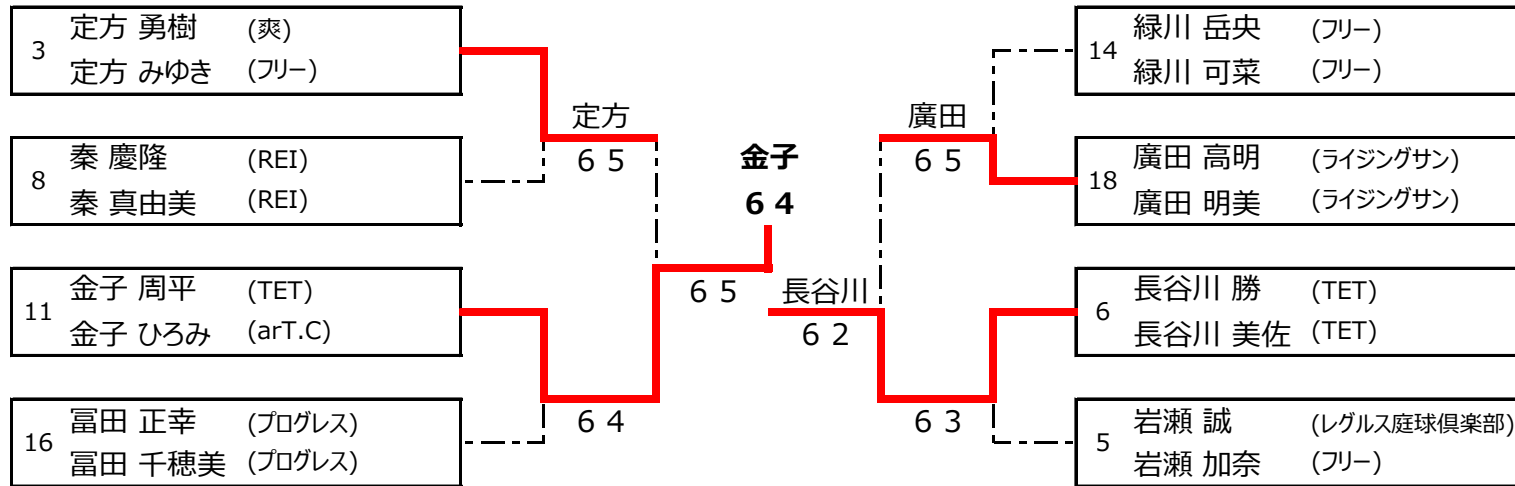 3 定方 勇樹 (爽)
定方 みゆき (フリー)
8 秦 慶隆 (REI)
秦 真由美 (REI)
11 金子 周平 (TET)
金子 ひろみ (arT.C)
16 冨田 正幸 (プログレス)
冨田 千穂美 (プログレス)
定方
6 5
6 4
6 5
金子
6 4
長谷川
6 2
廣田
6 5
6 3
14 緑川 岳央 (フリー)
緑川 可菜 (フリー)
18 廣田 高明 (ライジングサン)
廣田 明美 (ライジングサン)
6 長谷川 勝 (TET)
長谷川 美佐 (TET)
5 岩瀬 誠 (レグルス庭球倶楽部)
岩瀬 加奈 (フリー)